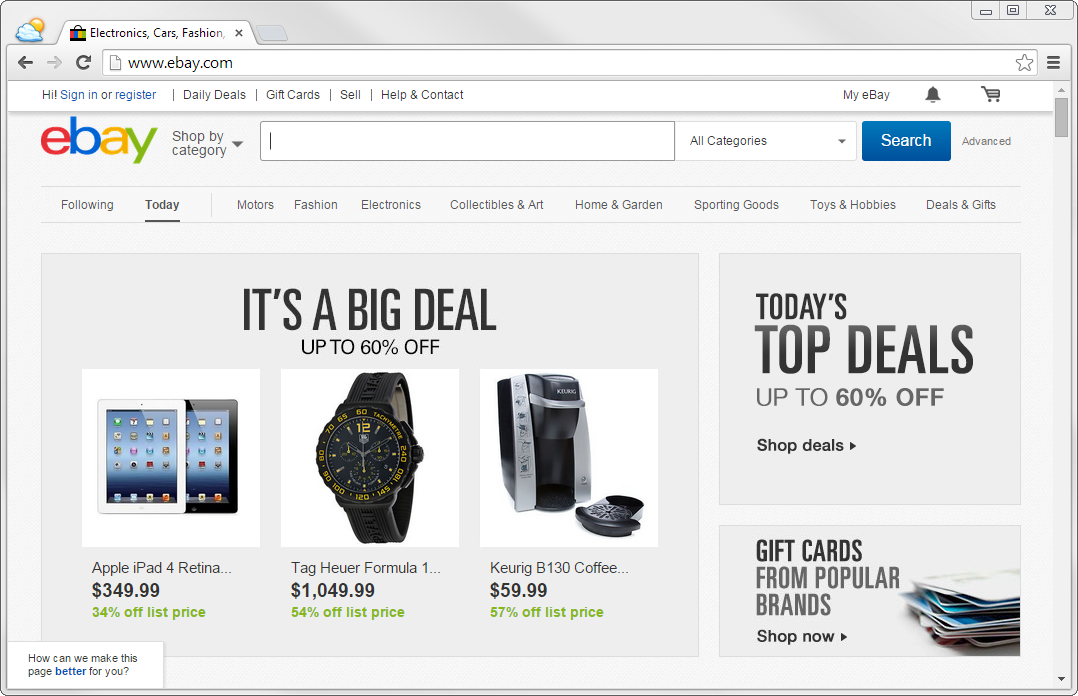 Electronics, Cars, Fashion,
www.ebay.com
Hi! Sign in or register | Daily Deals | Gift Cards | Sell | Help & Contact My eBay
ebay
Shop by
category
All Categories
Search
Advanced
Following Today Motors Fashion Electronics Collectibles & Art Home & Garden Sporting Goods Toys & Hobbies Deals & Gifts
IT'S A BIG DEAL
UP TO 60% OFF
KEURIG
Apple iPad 4 Retina...
$349.99
34% off list price
Tag Heuer Formula 1...
$1,049.99
54% off list price
Keurig B130 Coffee...
$59.99
57% off list price
TODAY'S
TOP DEALS
UP TO 60% OFF
Shop deals
GIFT CARDS
FROM POPULAR
BRANDS
Shop now
How can we make this
page better for you?